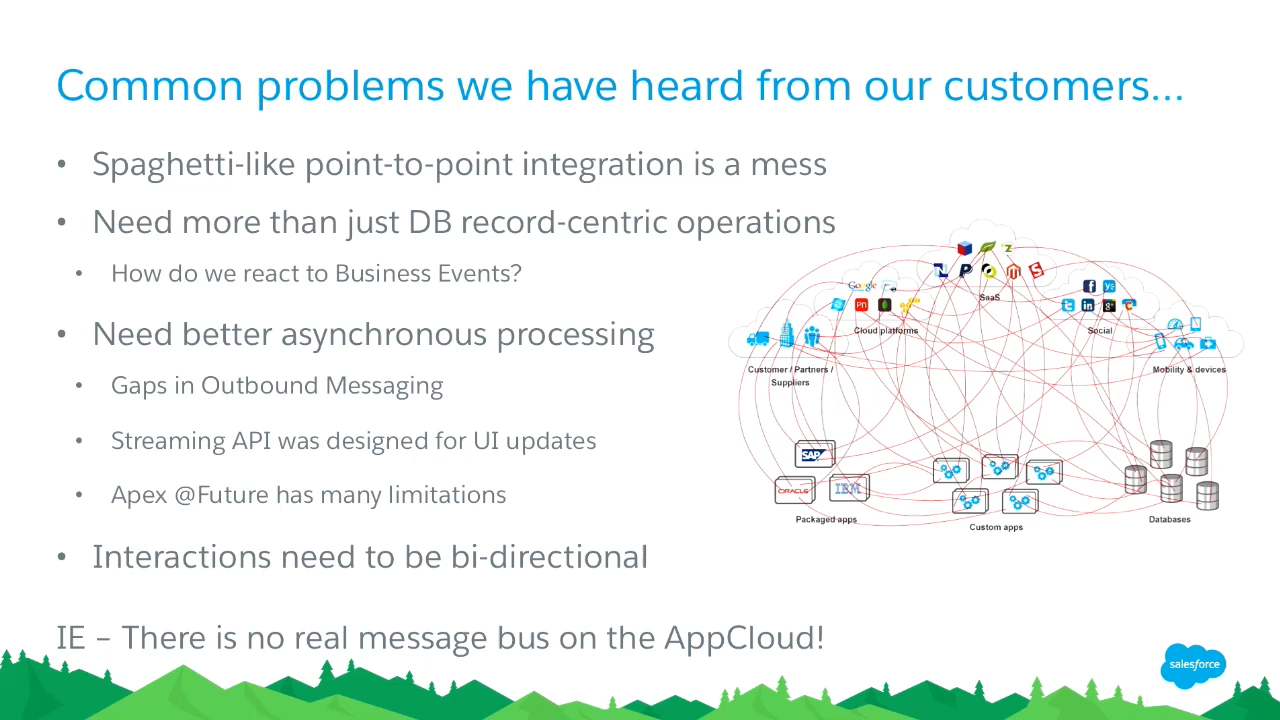 Common problems we have heard from our customers...
• Spaghetti-like point-to-point integration is a mess
• Need more than just DB record-centric operations
• How do we react to Business Events?
• Need better asynchronous processing
• Gaps in Outbound Messaging
• Streaming API was designed for UI updates
• Apex @Future has many limitations
• Interactions need to be bi-directional
IE – There is no real message bus on the AppCloud!
SaaS
Google
Cloud platforms
Social
Customer / Partners /
Suppliers
Mobility & devices
SAP
ORACLE
IBM
Packaged apps
Custom apps
Databases
salesforce